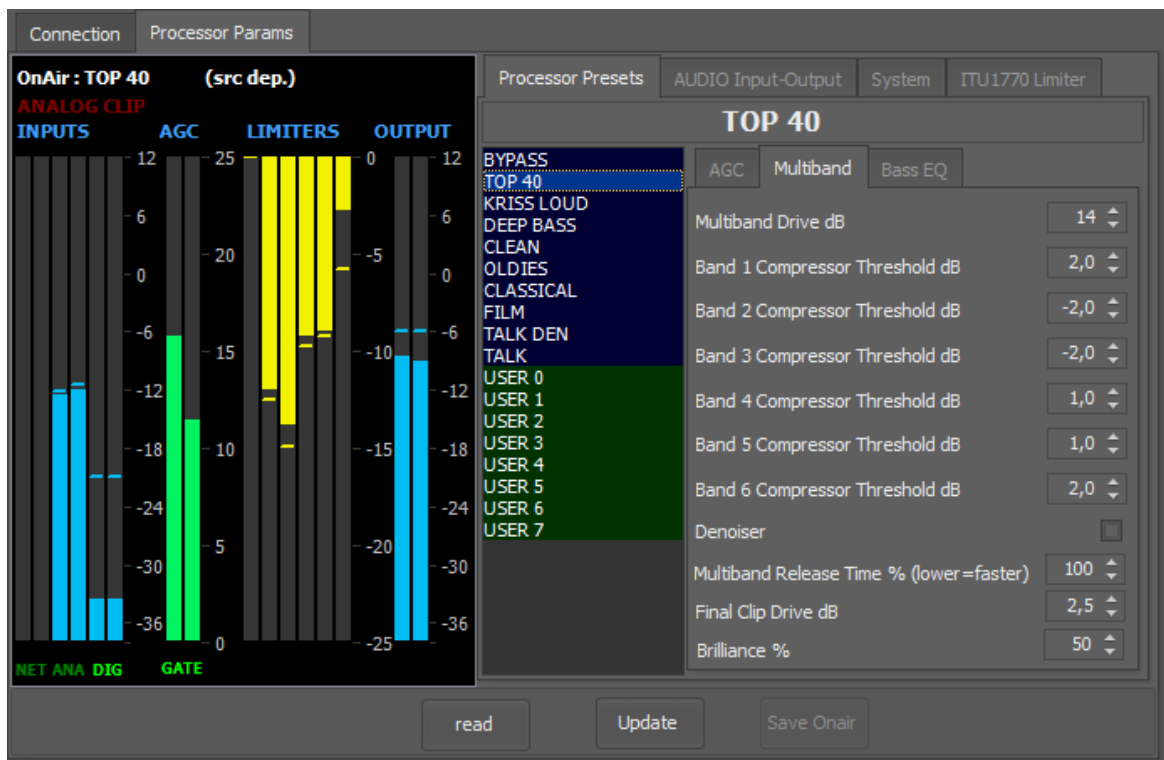 Connection Processor Params
OnAir : TOP 40 (src dep.)
ANALOG CLIP
INPUTS AGC LIMITERS OUTPUT
12 25 0 12
6 20 -5 6
0 0
-6 15 -10 -6
-12 -12
-18 10 -15 -18
-24 -24
-30 5 -20 -30
-36 0 -25 -36
NET ANA DIG GATE
Processor Presets AUDIO Input-Output System ITU1770 Limiter
TOP 40
BYPASS
TOP 40
KRISS LOUD
DEEP BASS
CLEAN
OLDIES
CLASSICAL
FILM
TALK DEN
TALK
USER 0
USER 1
USER 2
USER 3
USER 4
USER 5
USER 6
USER 7
AGC Multiband Bass EQ
Multiband Drive dB 14
Band 1 Compressor Threshold dB 2,0
Band 2 Compressor Threshold dB -2,0
Band 3 Compressor Threshold dB -2,0
Band 4 Compressor Threshold dB 1,0
Band 5 Compressor Threshold dB 1,0
Band 6 Compressor Threshold dB 2,0
Denoiser
Multiband Release Time % (lower=faster) 100
Final Clip Drive dB 2,5
Brilliance % 50
read Update Save Onair